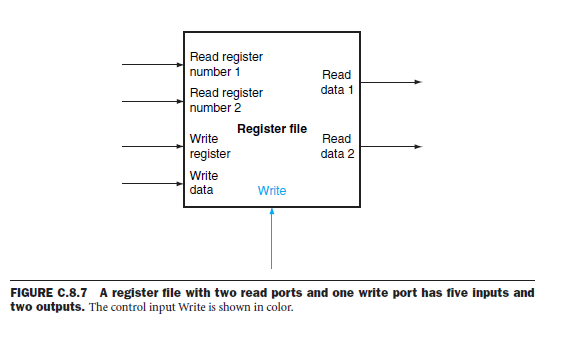 Read register
number 1
Read
data 1
Read register
number 2
Register file
Write
register
Read
data 2
Write
data
Write
FIGURE C.8.7 A register file with two read ports and one write port has five inputs and
two outputs. The control input Write is shown in color.